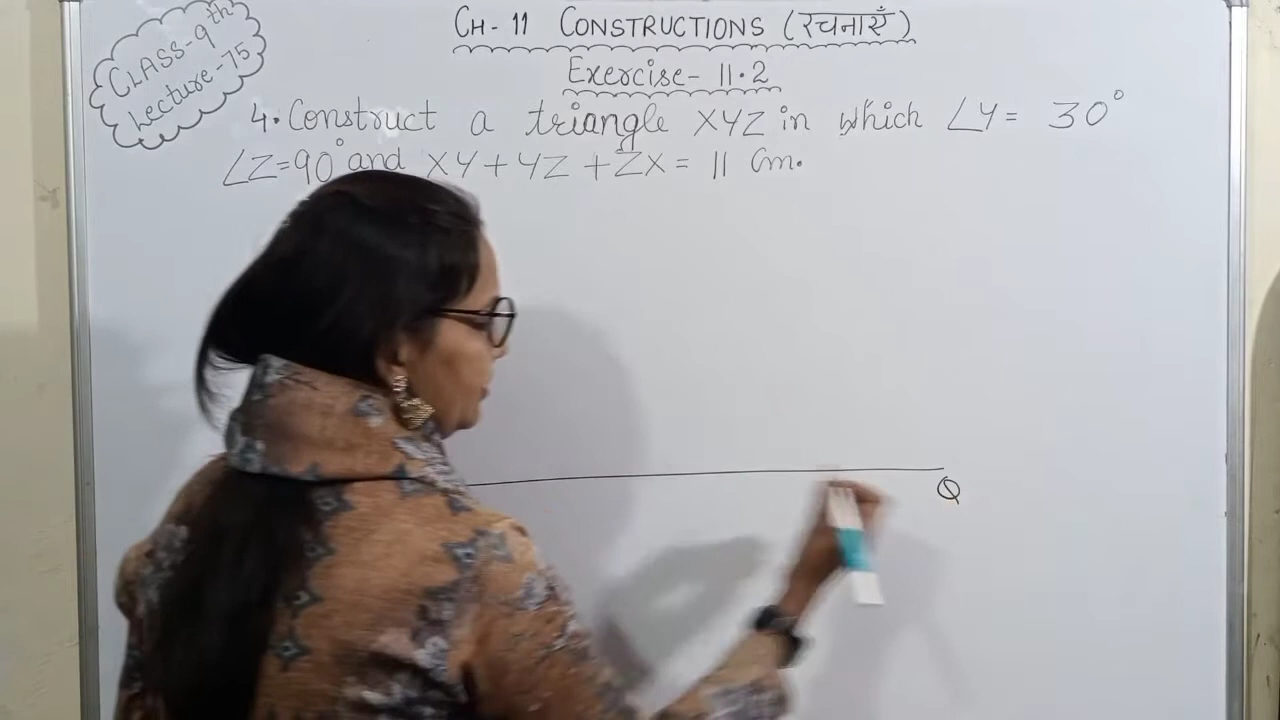 CLASS-9th
Lecture-75
CH-11 CONSTRUCTIONS (रचनाएँ)
Exercise-11.2
4. Construct a triangle XYZ in which ∠Y= 30°
∠Z=90° and XY+YZ+ZX= 11 Cm.
Q